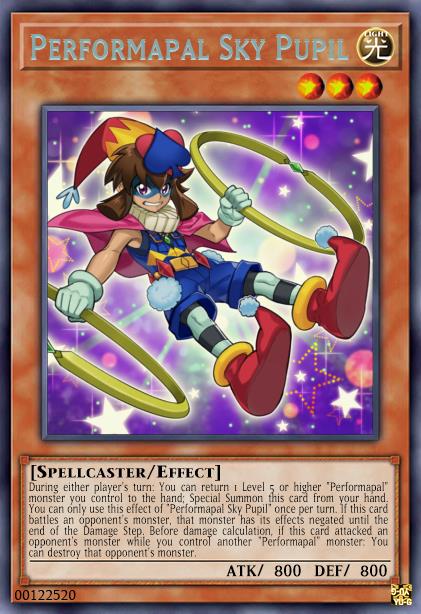 PERFORMAPAL SKY PUPIL
LIGHT
光
[SPELLCASTER/EFFECT]
During either player's turn: You can return 1 Level 5 or higher "Performapal"
monster you control to the hand; Special Summon this card from your hand.
You can only use this effect of "Performapal Sky Pupil" once per turn. If this card
battles an opponent's monster, that monster has its effects negated until the
end of the Damage Step. Before damage calculation, if this card attacked an
opponent's monster while you control another "Performapal" monster: You
can destroy that opponent's monster.
ATK/ 800 DEF/ 800
00122520